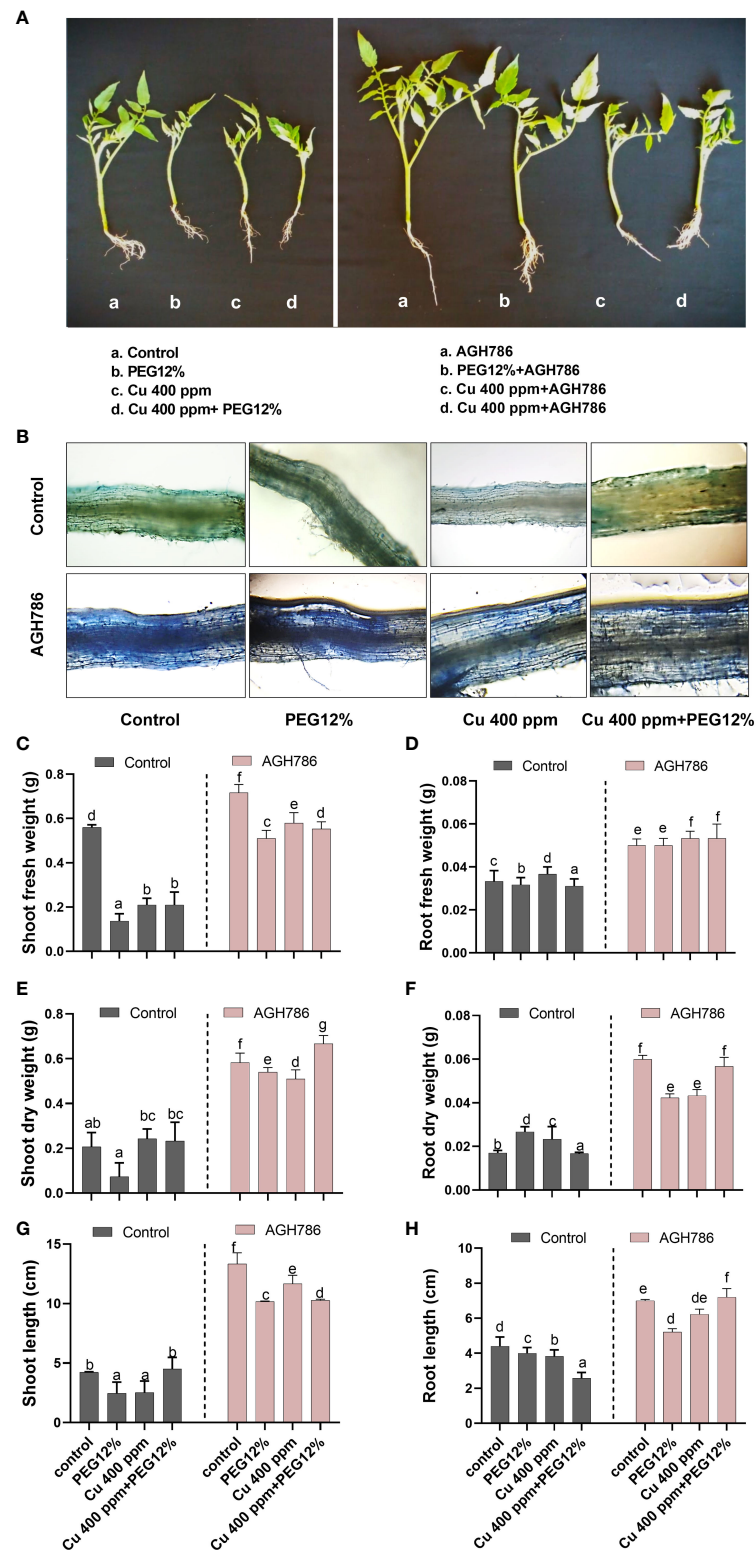 A
a b c d
a b c d
a. Control
b. PEG12%
c. Cu 400 ppm
d. Cu 400 ppm+ PEG12%
a. AGH786
b. PEG12%+AGH786
c. Cu 400 ppm+AGH786
d. Cu 400 ppm+AGH786
B
Control
AGH786
Control PEG12% Cu 400 ppm Cu 400 ppm+PEG12%
C
Control AGH786
Shoot fresh weight (g)
0.8
0.6
0.4
0.2
0.0
d a b b f c e d
D
Control AGH786
Root fresh weight (g)
0.08
0.06
0.04
0.02
0.00
c b d a e e f f
E
Control AGH786
Shoot dry weight (g)
0.8
0.6
0.4
0.2
0.0
ab a bc bc f e d g
F
Control AGH786
Root dry weight (g)
0.08
0.06
0.04
0.02
0.00
b d c a f e e f
G
Control AGH786
Shoot length (cm)
15
10
5
0
b a a b f c e d
control
PEG12%
Cu 400 ppm
Cu 400 ppm+PEG12%
control
PEG12%
Cu 400 ppm
Cu 400 ppm+PEG12%
H
Control AGH786
Root length (cm)
10
8
6
4
2
0
d c b a e d de f
control
PEG12%
Cu 400 ppm
Cu 400 ppm+PEG12%
control
PEG12%
Cu 400 ppm
Cu 400 ppm+PEG12%